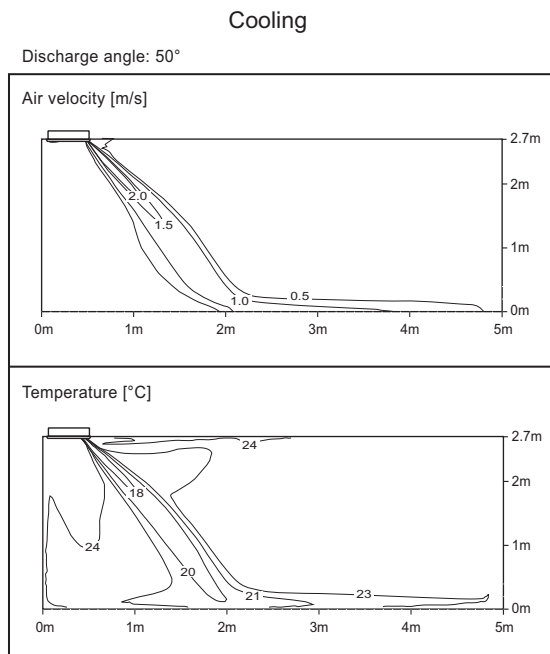 Cooling
Discharge angle: 50°
Air velocity [m/s]
2.7m
2m
2.0
1.5
1m
1.0
0.5
0m
0m 1m 2m 3m 4m 5m
Temperature [°C]
2.7m
24
2m
18
24
1m
20
21
23
0m
0m 1m 2m 3m 4m 5m